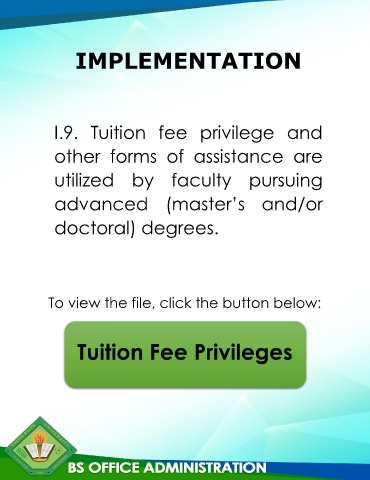 IMPLEMENTATION
I.9. Tuition fee privilege and
other forms of assistance are
utilized by faculty pursuing
advanced (master's and/or
doctoral) degrees.
To view the file, click the button below:
Tuition Fee Privileges
BS OFFICE ADMINISTRATION